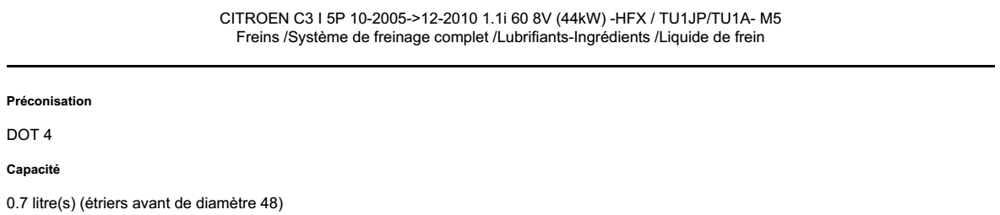 CITROEN C3 I 5P 10-2005->12-2010 1.1i 60 8V (44kW) -HFX / TU1JP/TU1A- M5
Freins /Système de freinage complet /Lubrifiants-Ingrédients /Liquide de frein
Préconisation
DOT 4
Capacité
0.7 litre(s) (étriers avant de diamètre 48)